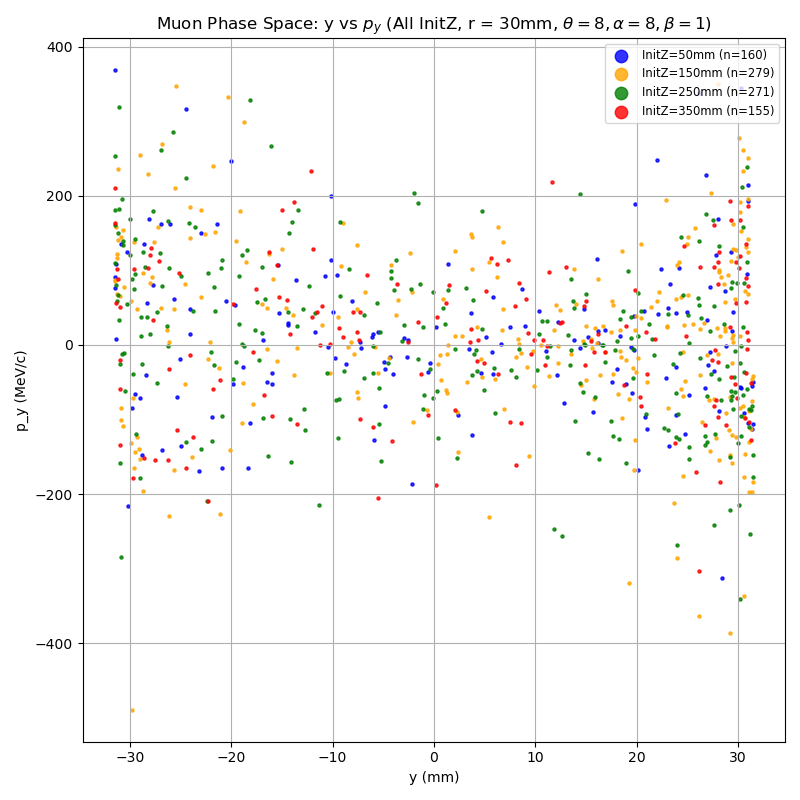 Muon Phase Space: y vs $p_y$ (All InitZ, r = 30mm, θ = 8, α = 8, β = 1)
InitZ=50mm (n=160)
InitZ=150mm (n=279)
InitZ=250mm (n=271)
InitZ=350mm (n=155)
400
200
0
−200
−400
p_y (MeV/c)
−30 −20 −10 0 10 20 30
y (mm)